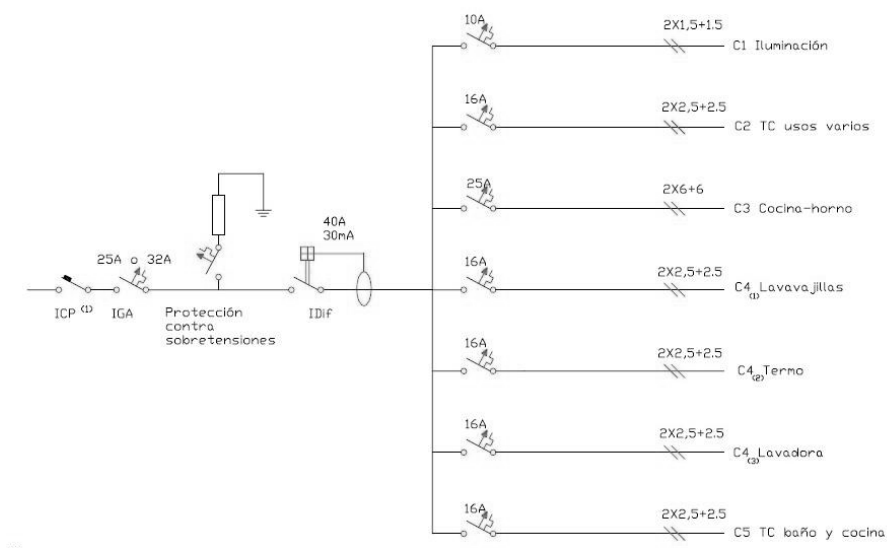 10A
2X1,5+1.5
C1 Iluminación
16A
2X2,5+2.5
C2 TC usos varios
25A
2X6+6
C3 Cocina-horno
40A
30mA
25A o 32A
16A
2X2,5+2.5
C4(1) Lavavajillas
ICP (1)
IGA
Protección
contra
sobretensiones
IDif
16A
2X2,5+2.5
C4(2) Termo
16A
2X2,5+2.5
C4(3) Lavadora
16A
2X2,5+2.5
C5 TC baño y cocina